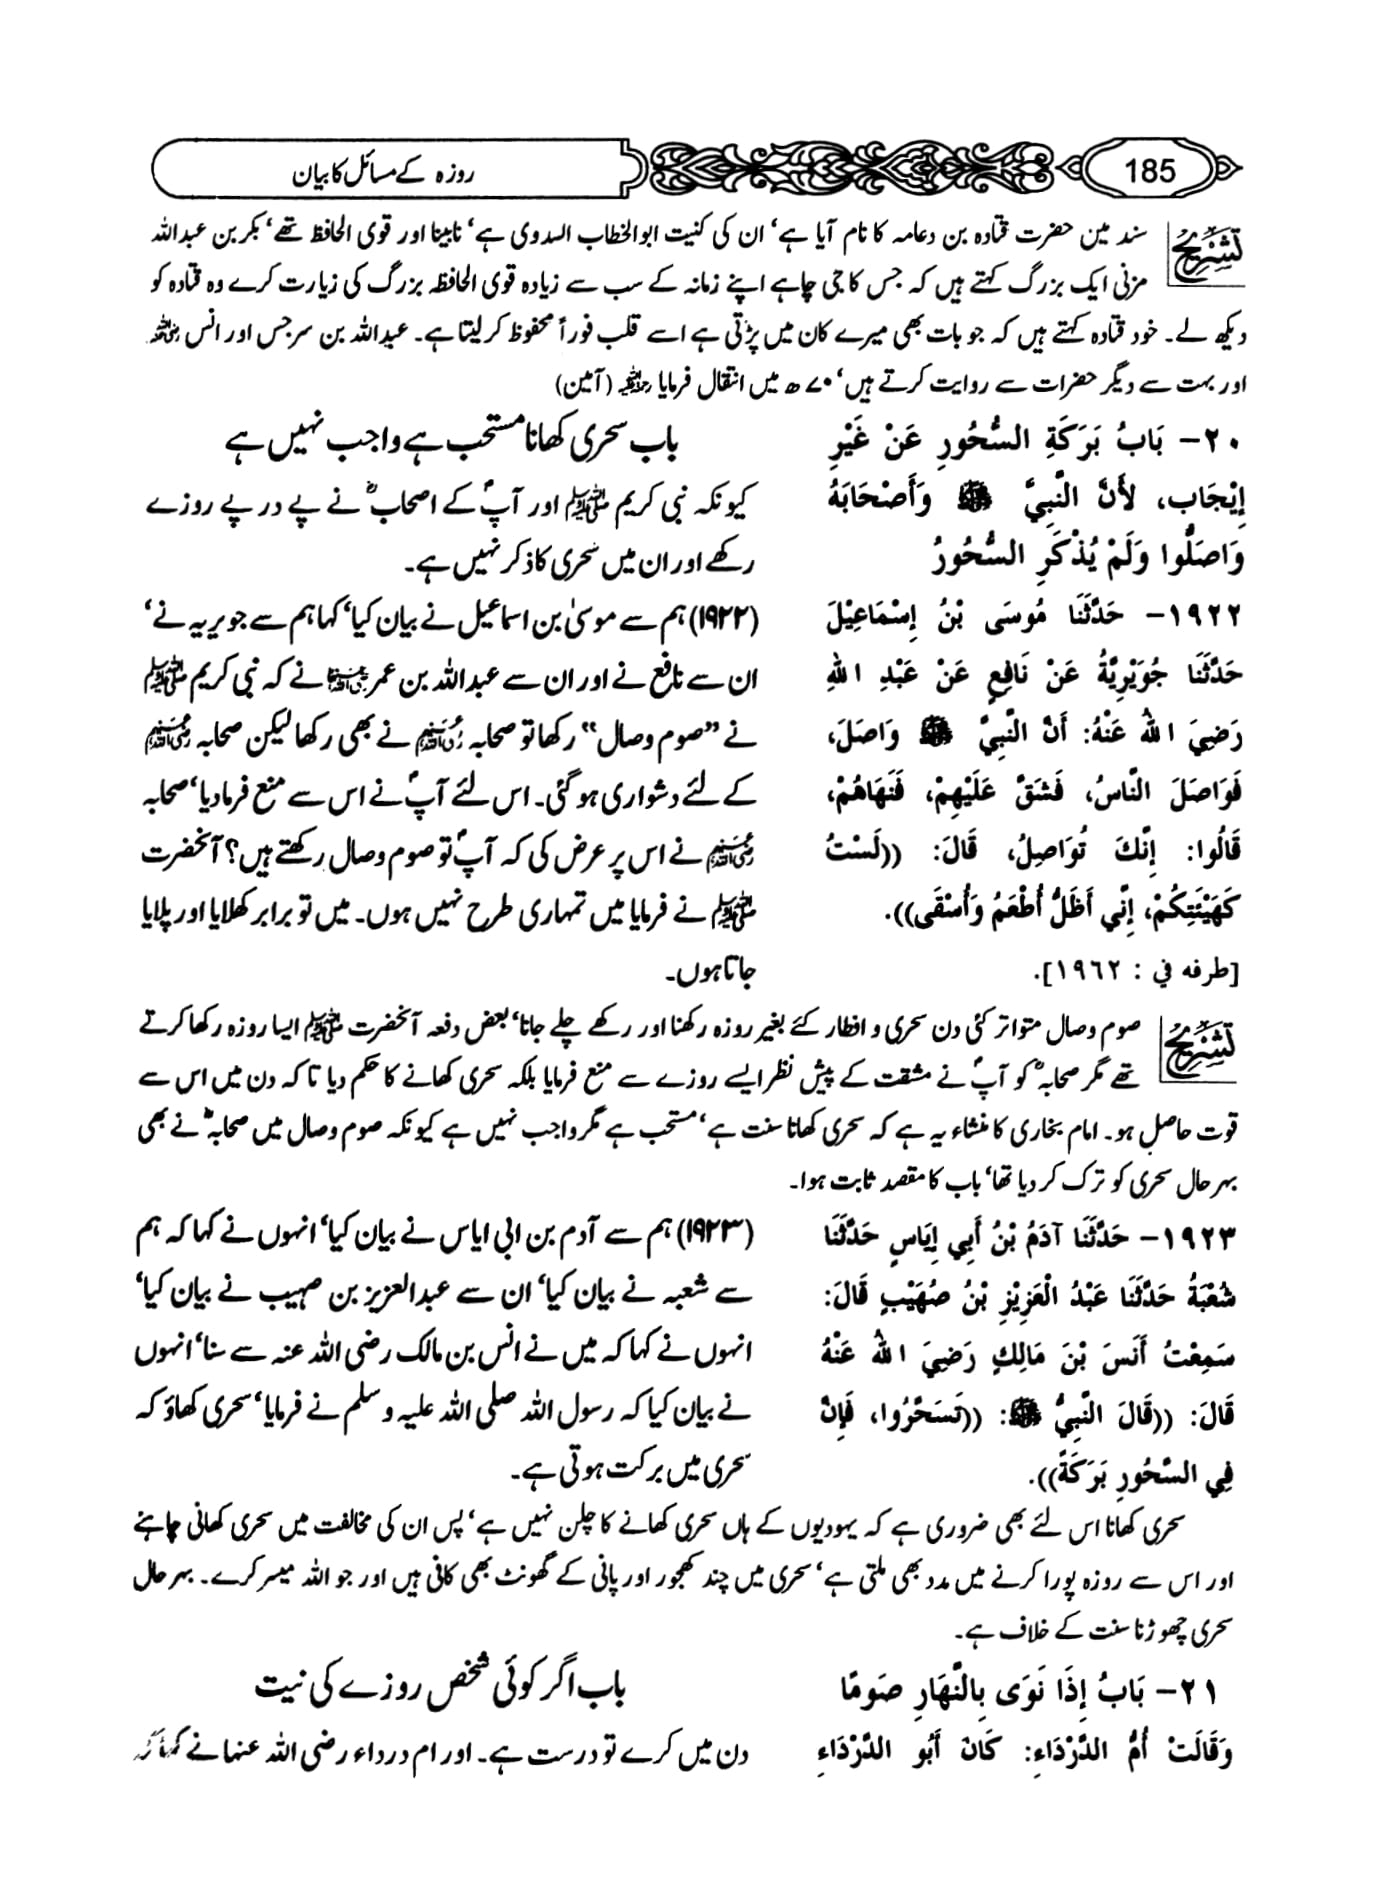 185
روزہ کے مسائل کا بیان
تشریح
سند میں حضرت قتادہ بن دعامہ کا نام آیا ہے‘ ان کی کنیت ابوالخطاب السدوی ہے‘ نابینا اور قوی الحافظ تھے‘ بکر بن عبداللہ
مزنی ایک بزرگ کہتے ہیں کہ جس کا جی چاہے اپنے زمانہ کے سب سے زیادہ قوی الحافظہ بزرگ کی زیارت کرے وہ قتادہ کو
دیکھ لے۔ خود قتادہ کہتے ہیں کہ جو بات بھی میرے کان میں پڑتی ہے اسے قلب فوراً محفوظ کر لیتا ہے۔ عبداللہ بن سرجس اور انس رضی اللہ عنہما
اور بہت سے دیگر حضرات سے روایت کرتے ہیں‘ ۷۰ھ میں انتقال فرمایا رحمہ اللہ (آمین)
٢٠- بَابُ بَرَكَةِ السُّحُورِ عَنْ غَيْرِ
إِيْجَابٍ، لأَنَّ النَّبِيَّ ﷺ وَأَصْحَابَهُ
وَاصَلُوا وَلَمْ يُذْكَرِ السُّحُورُ
باب سحری کھانا مستحب ہے واجب نہیں ہے
کیونکہ نبی کریم ﷺ اور آپؐ کے اصحابؓ نے پے در پے روزے
رکھے اور ان میں سحری کا ذکر نہیں ہے۔
١٩٢٢- حَدَّثَنَا مُوسَى بْنُ إِسْمَاعِيْلَ
حَدَّثَنَا جُوَيْرِيَّةُ عَنْ نَافِعٍ عَنْ عَبْدِ اللهِ
رَضِيَ اللهُ عَنْهُ: أَنَّ النَّبِيَّ ﷺ وَاصَلَ،
فَوَاصَلَ النَّاسُ، فَشَقَّ عَلَيْهِمْ، فَنَهَاهُمْ،
قَالُوا: إِنَّكَ تُوَاصِلُ، قَالَ: ((لَسْتُ
كَهَيْئَتِكُمْ، إِنِّي أَظَلُّ أُطْعَمُ وَأُسْقَى)).
[طرفه في : ١٩٦٢].
(۱۹۲۲) ہم سے موسیٰ بن اسماعیل نے بیان کیا‘ کہا ہم سے جویریہ نے‘
ان سے نافع نے اور ان سے عبداللہ بن عمر رضی اللہ عنہما نے کہ نبی کریم ﷺ
نے ”صوم وصال“ رکھا تو صحابہ رضی اللہ عنہم نے بھی رکھا لیکن صحابہ رضی اللہ عنہم
کے لئے دشواری ہو گئی۔ اس لئے آپؐ نے اس سے منع فرما دیا‘ صحابہ
رضی اللہ عنہم نے اس پر عرض کی کہ آپؐ تو صوم وصال رکھتے ہیں؟ آنحضرت
ﷺ نے فرمایا میں تمہاری طرح نہیں ہوں۔ میں تو برابر کھلایا اور پلایا
جاتا ہوں۔
تشریح
صوم وصال متواتر کئی دن سحری و افطار کئے بغیر روزہ رکھنا اور رکھے چلے جانا‘ بعض دفعہ آنحضرت ﷺ ایسا روزہ رکھا کرتے
تھے مگر صحابہؓ کو آپؐ نے مشقت کے پیش نظر ایسے روزے سے منع فرمایا بلکہ سحری کھانے کا حکم دیا تاکہ دن میں اس سے
قوت حاصل ہو۔ امام بخاری کا منشاء یہ ہے کہ سحری کھانا سنت ہے‘ مستحب ہے مگر واجب نہیں ہے کیونکہ صوم وصال میں صحابہؓ نے بھی
بہرحال سحری کو ترک کر دیا تھا‘ باب کا مقصد ثابت ہوا۔
١٩٢٣- حَدَّثَنَا آدَمُ بْنُ أَبِي إِيَاسٍ حَدَّثَنَا
شُعْبَةُ حَدَّثَنَا عَبْدُ الْعَزِيْزِ بْنُ صُهَيْبٍ قَالَ:
سَمِعْتُ أَنَسَ بْنَ مَالِكٍ رَضِيَ اللهُ عَنْهُ
قَالَ: ((قَالَ النَّبِيُّ ﷺ: ((تَسَحَّرُوا، فَإِنَّ
فِي السَّحُورِ بَرَكَةً)).
(۱۹۲۳) ہم سے آدم بن ابی ایاس نے بیان کیا‘ انہوں نے کہا کہ ہم
سے شعبہ نے بیان کیا‘ ان سے عبدالعزیز بن صہیب نے بیان کیا‘
انہوں نے کہا کہ میں نے انس بن مالک رضی اللہ عنہ سے سنا‘ انہوں
نے بیان کیا کہ رسول اللہ صلی اللہ علیہ وسلم نے فرمایا‘ سحری کھاؤ کہ
سحری میں برکت ہوتی ہے۔
سحری کھانا اس لئے بھی ضروری ہے کہ یہودیوں کے ہاں سحری کھانے کا چلن نہیں ہے‘ پس ان کی مخالفت میں سحری کھانی چاہئے
اور اس سے روزہ پورا کرنے میں مدد بھی ملتی ہے‘ سحری میں چند کھجور اور پانی کے گھونٹ بھی کافی ہیں اور جو اللہ میسر کرے۔ بہرحال
سحری چھوڑنا سنت کے خلاف ہے۔
٢١- بَابُ إِذَا نَوَى بِالنَّهَارِ صَومًا
وَقَالَتْ أُمُّ الدَّرْدَاءِ: كَانَ أَبُو الدَّرْدَاءِ
باب اگر کوئی شخص روزے کی نیت
دن میں کرے تو درست ہے۔ اور ام درداء رضی اللہ عنہا نے کہا کہ